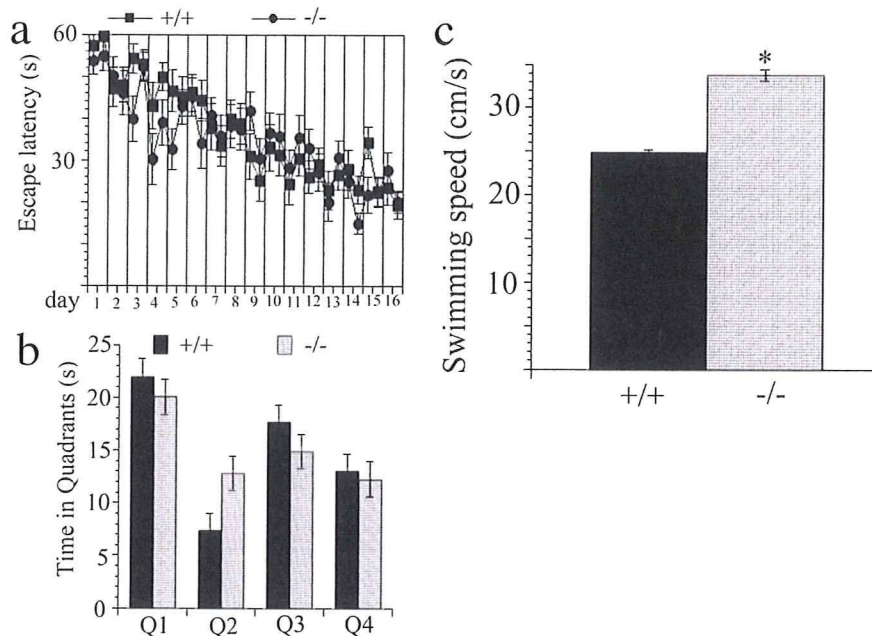 a
+/+ -/-
Escape latency (s)
60
30
day 1 2 3 4 5 6 7 8 9 10 11 12 13 14 15 16
b
+/+ -/-
Time in Quadrants (s)
25
20
15
10
5
0
Q1 Q2 Q3 Q4
c
Swimming speed (cm/s)
30
20
10
*
+/+ -/-